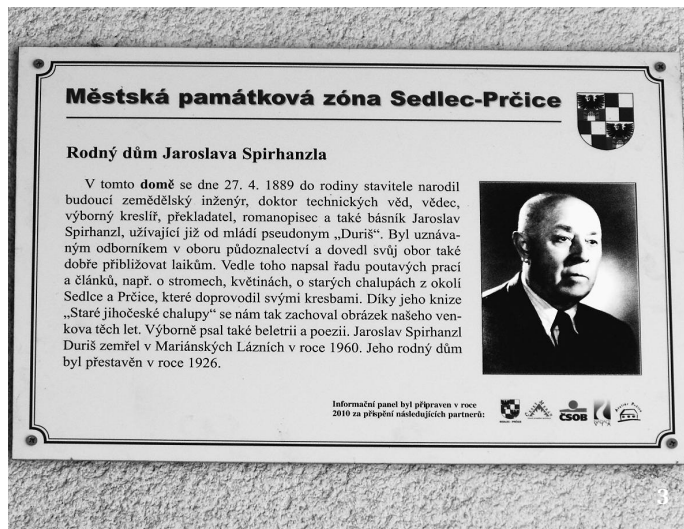 Městská památková zóna Sedlec-Prčice
Rodný dům Jaroslava Spirhanzla
V tomto domě se dne 27. 4. 1889 do rodiny stavitele narodil
budoucí zemědělský inženýr, doktor technických věd, vědec,
výborný kreslíř, překladatel, romanopisec a také básník Jaroslav
Spirhanzl, užívající již od mládí pseudonym „Duriš“. Byl uznáva-
ným odborníkem v oboru půdoznalectví a dovedl svůj obor také
dobře přibližovat laikům. Vedle toho napsal řadu poutavých prací
a článků, např. o stromech, květinách, o starých chalupách z okolí
Sedlce a Prčice, které doprovodil svými kresbami. Díky jeho knize
„Staré jihočeské chalupy“ se nám tak zachoval obrázek našeho ven-
kova těch let. Výborně psal také beletrii a poezii. Jaroslav Spirhanzl
Duriš zemřel v Mariánských Lázních v roce 1960. Jeho rodný dům
byl přestavěn v roce 1926.
Informační panel byl připraven v roce
2010 za přispění následujících partnerů:
ČSOB
3